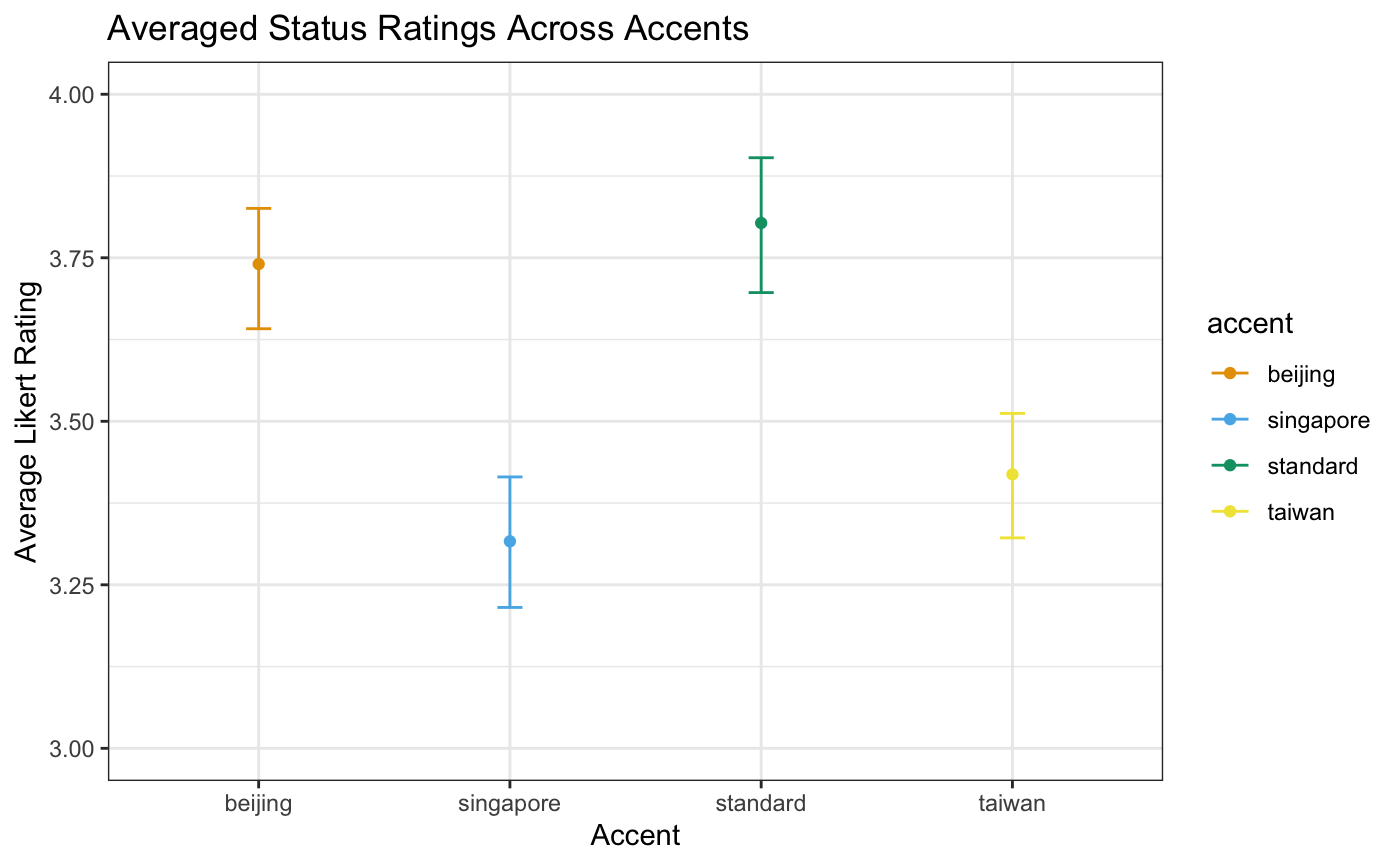 Averaged Status Ratings Across Accents
Average Likert Rating
4.00
3.75
3.50
3.25
3.00
beijing
singapore
standard
taiwan
Accent
accent
beijing
singapore
standard
taiwan